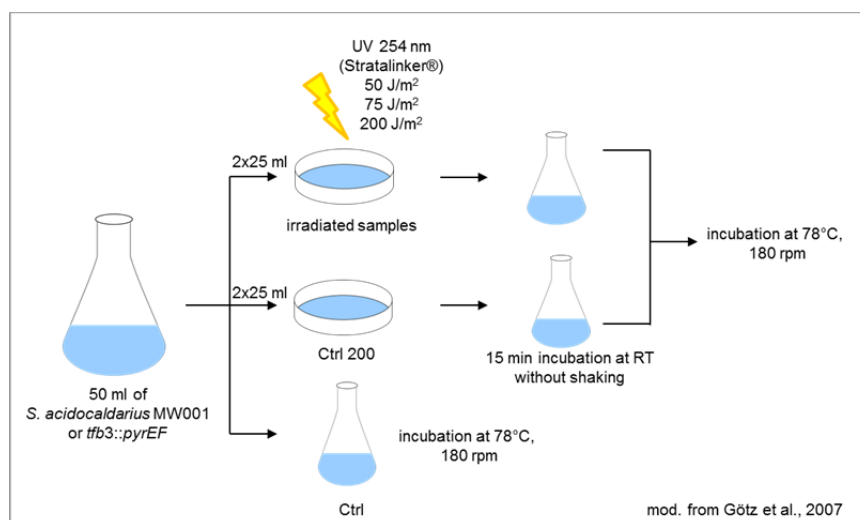 UV 254 nm
(Stratalinker®)
50 J/m²
75 J/m²
200 J/m²
2x25 ml
irradiated samples
incubation at 78°C,
180 rpm
2x25 ml
Ctrl 200
15 min incubation at RT
without shaking
50 ml of
S. acidocaldarius MW001
or tfb3::pyrEF
incubation at 78°C,
180 rpm
Ctrl
mod. from Götz et al., 2007